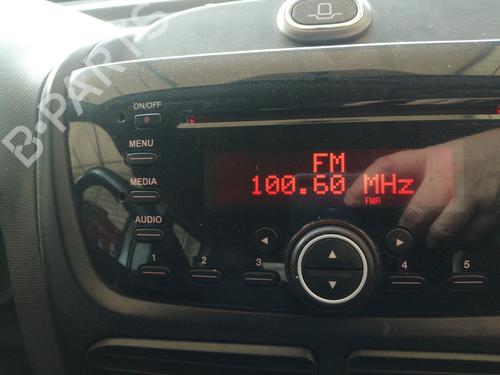 ON/OFF
MENU
MEDIA
AUDIO
FM
100.60 MHz
FMA
1
2
3
4
5
B-PARTS